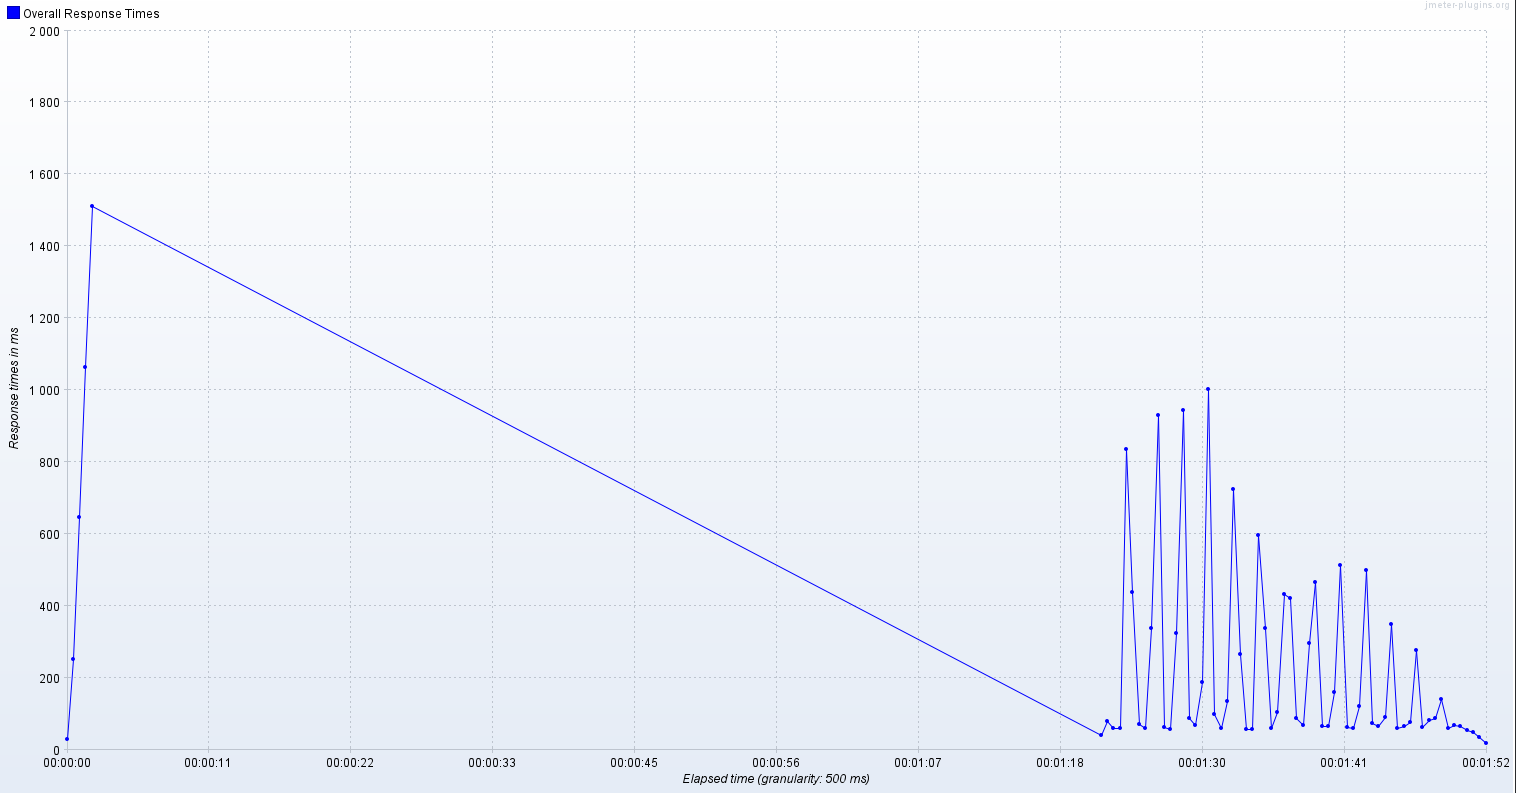 Overall Response Times
jmeter-plugins.org
2 000
1 800
1 600
1 400
1 200
1 000
800
600
400
200
0
Response times in ms
00:00:00 00:00:11 00:00:22 00:00:33 00:00:45 00:00:56 00:01:07 00:01:18 00:01:30 00:01:41 00:01:52
Elapsed time (granularity: 500 ms)